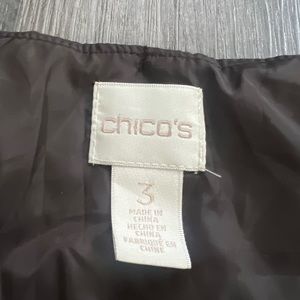 chico's
3
MADE IN
CHINA
HECHO EN
CHINA
FABRIQUÉ EN
CHINE